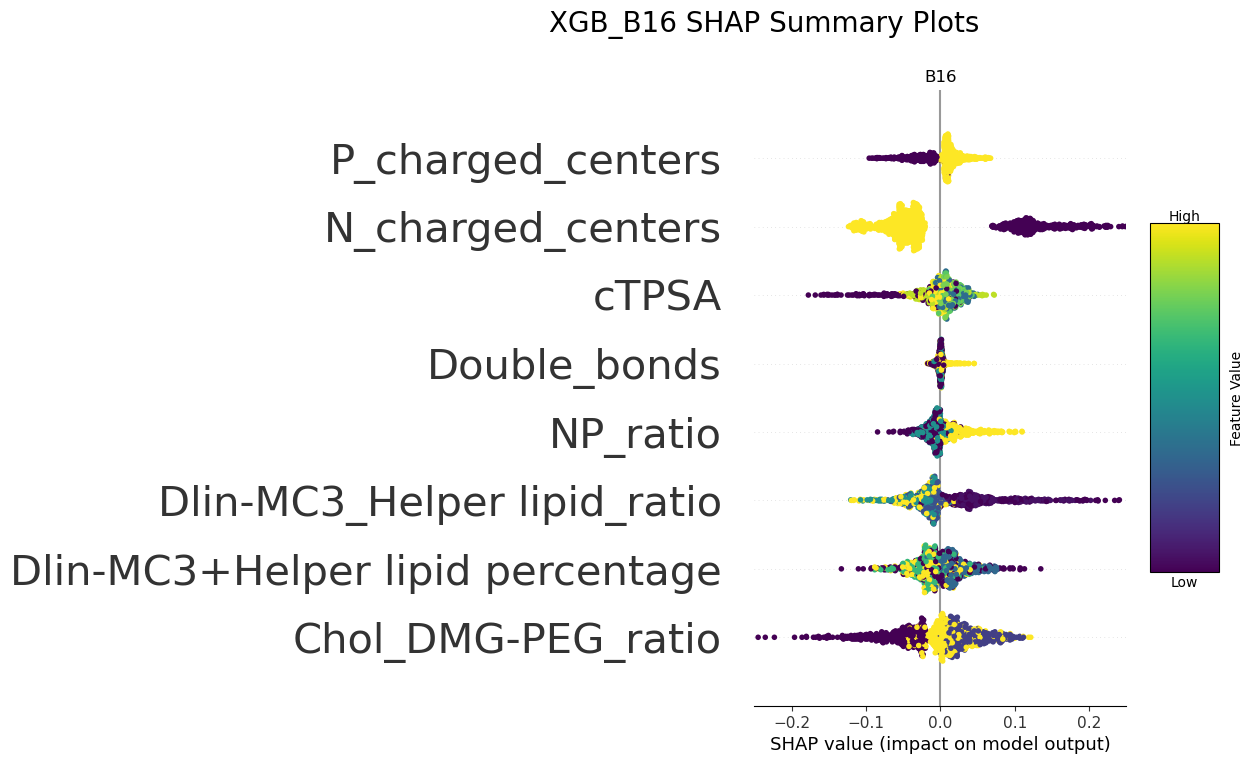 XGB_B16 SHAP Summary Plots
B16
P_charged_centers
N_charged_centers
cTPSA
Double_bonds
NP_ratio
Dlin-MC3_Helper lipid_ratio
Dlin-MC3+Helper lipid percentage
Chol_DMG-PEG_ratio
−0.2 −0.1 0.0 0.1 0.2
SHAP value (impact on model output)
High
Feature Value
Low